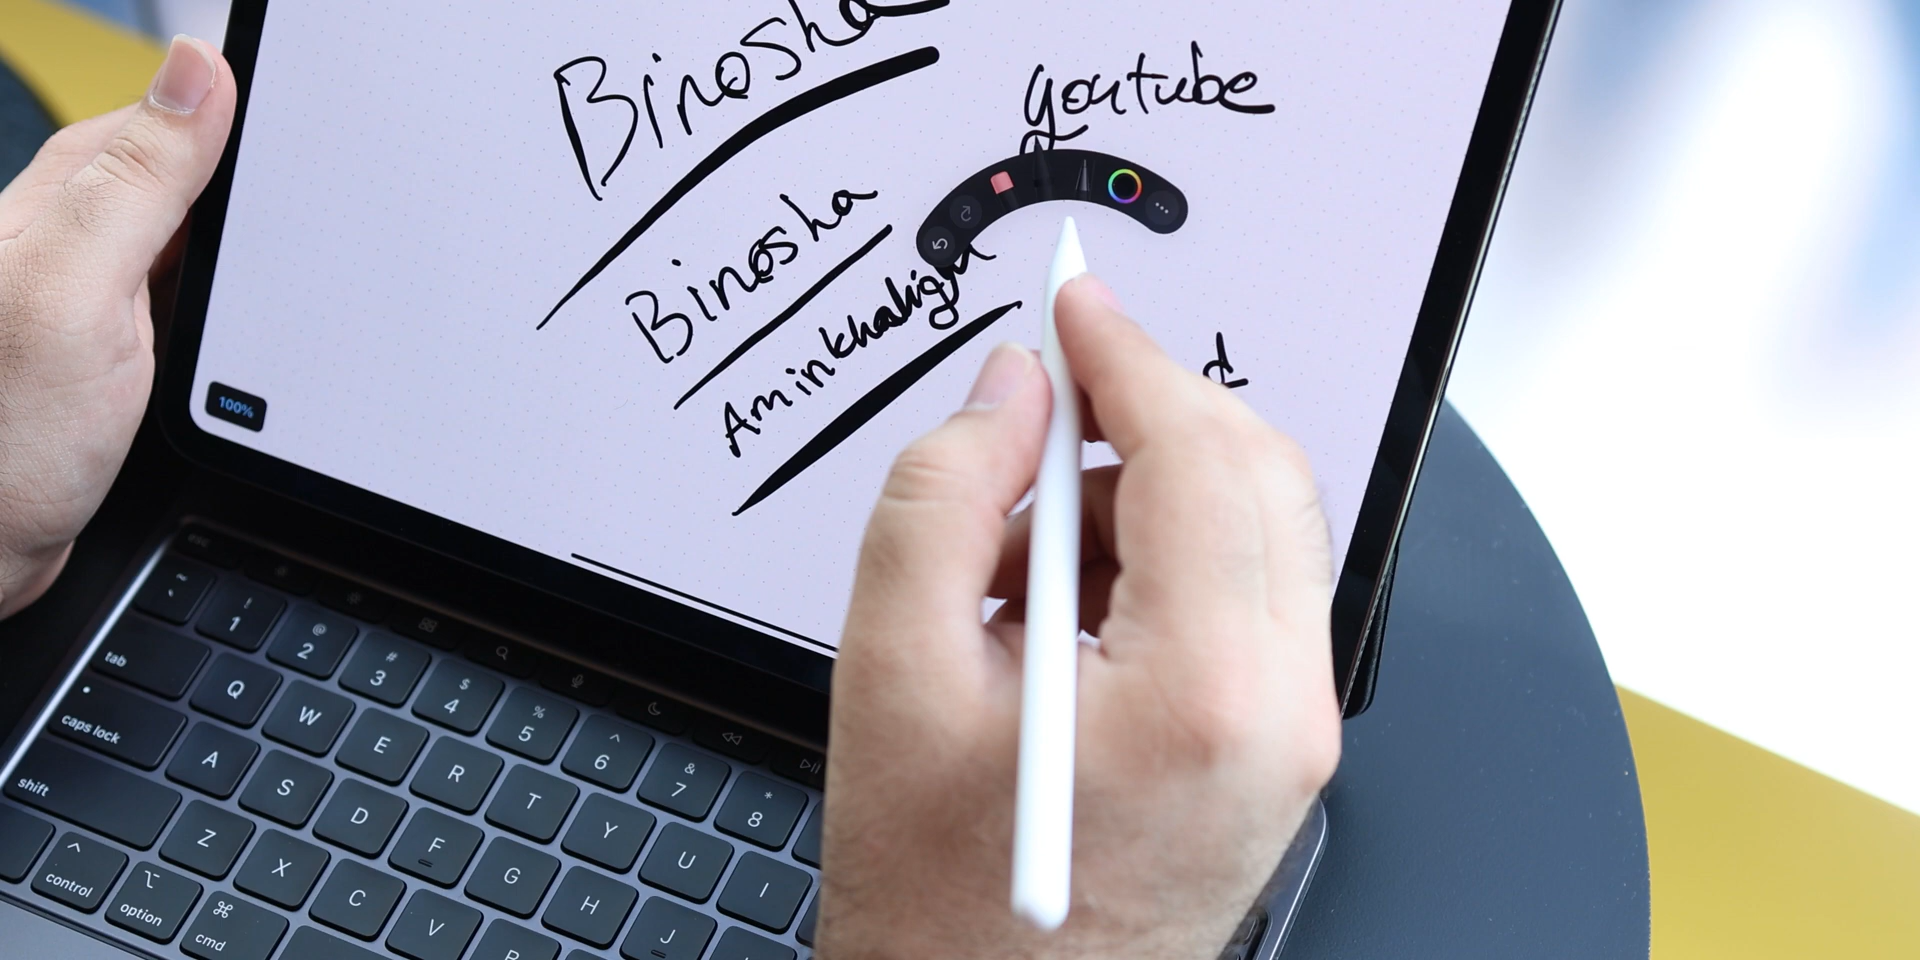 Binosha
youtube
Binosha
100%
esc
~ ` ! 1 @ 2 # 3 $ 4 % 5 ^ 6 & 7 * 8
tab Q W E R T Y U I
caps lock A S D F G H J
shift Z X C V B
control option cmd